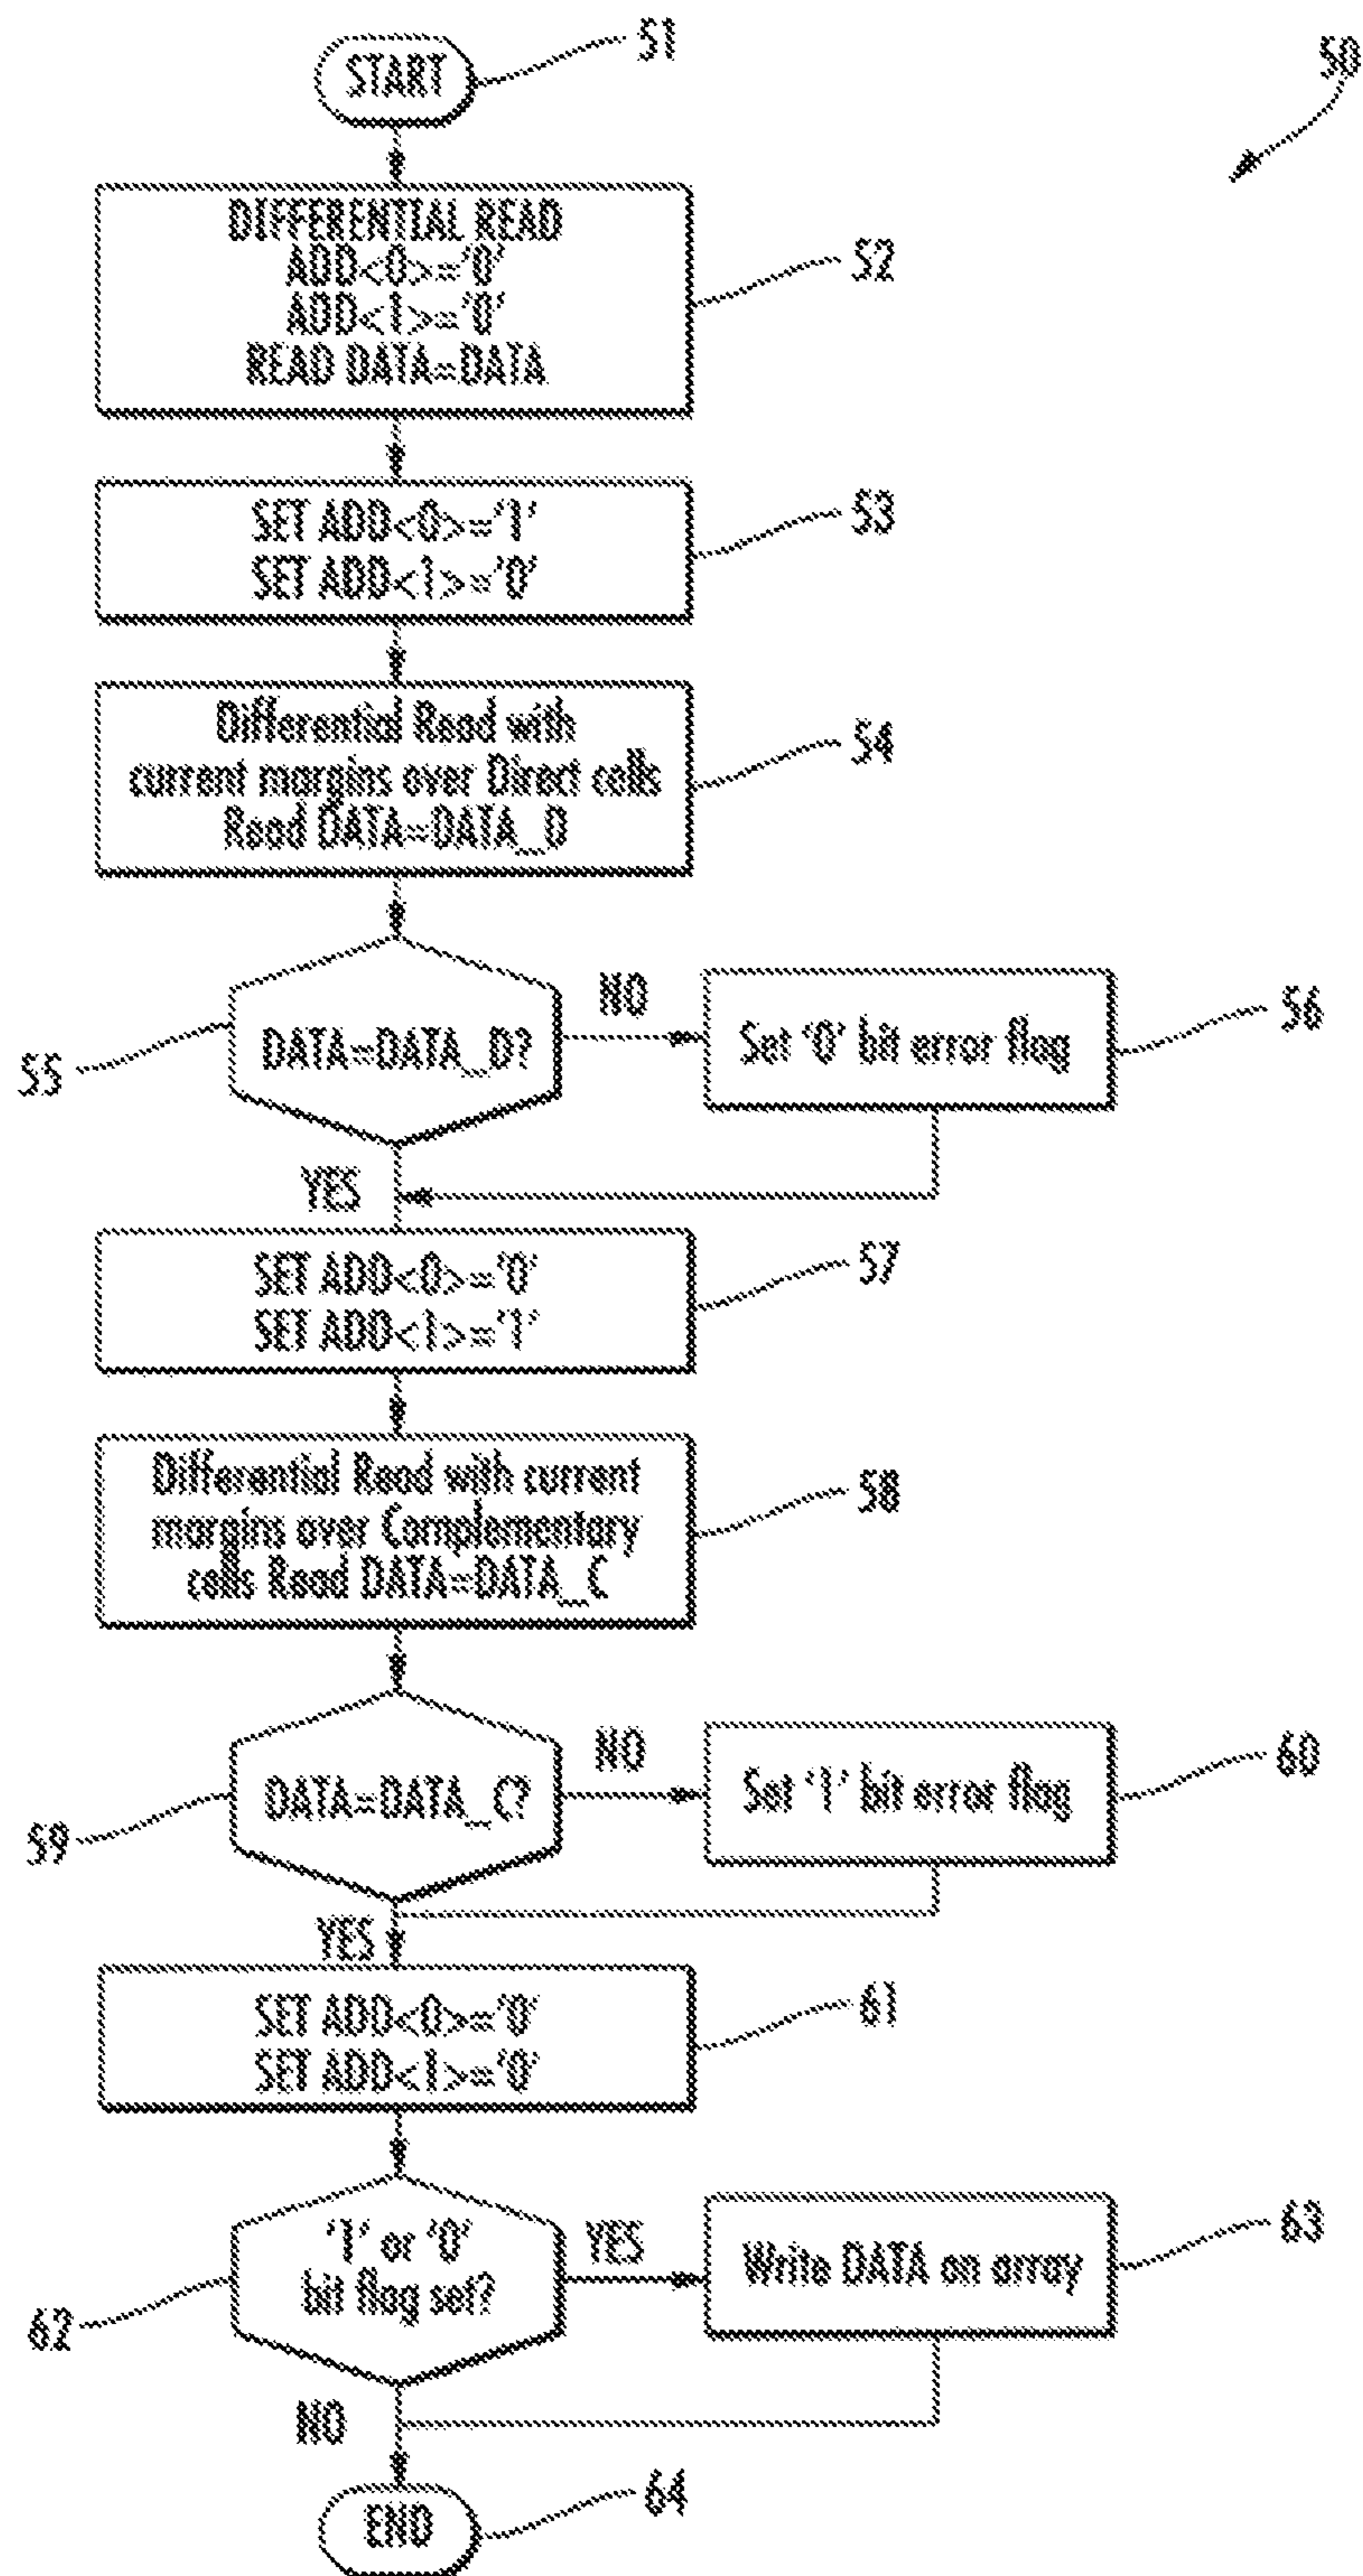 51
50
START
DIFFERENTIAL READ
ADD<0>='0'
ADD<1>='0'
READ DATA=DATA
52
SET ADD<0>='1'
SET ADD<1>='0'
53
Differential Read with
current margins over Direct cells
Read DATA=DATA_D
54
NO
DATA=DATA_D?
55
Set '0' bit error flag
56
YES
SET ADD<0>='0'
SET ADD<1>='1'
57
Differential Read with current
margins over Complementary
cells Read DATA=DATA_C
58
NO
DATA=DATA_C?
59
Set '1' bit error flag
60
YES
SET ADD<0>='0'
SET ADD<1>='0'
61
'1' or '0'
bit flag set?
62
YES
Write DATA on array
63
NO
END
64